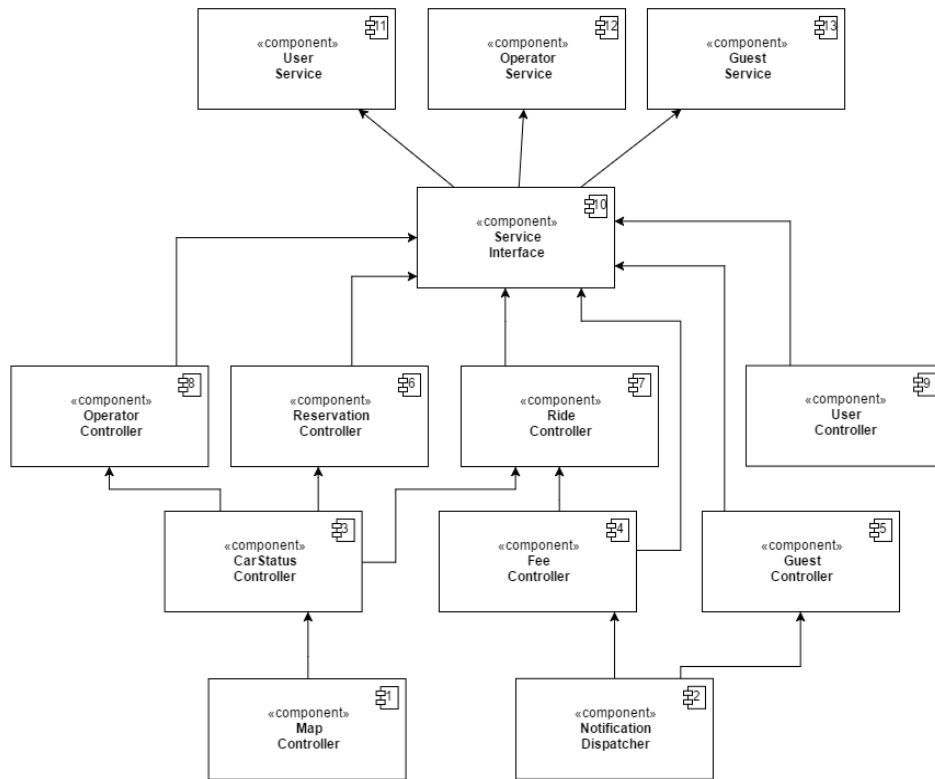 11
«component»
User
Service
12
«component»
Operator
Service
13
«component»
Guest
Service
10
«component»
Service
Interface
8
«component»
Operator
Controller
6
«component»
Reservation
Controller
7
«component»
Ride
Controller
9
«component»
User
Controller
3
«component»
CarStatus
Controller
4
«component»
Fee
Controller
5
«component»
Guest
Controller
1
«component»
Map
Controller
2
«component»
Notification
Dispatcher